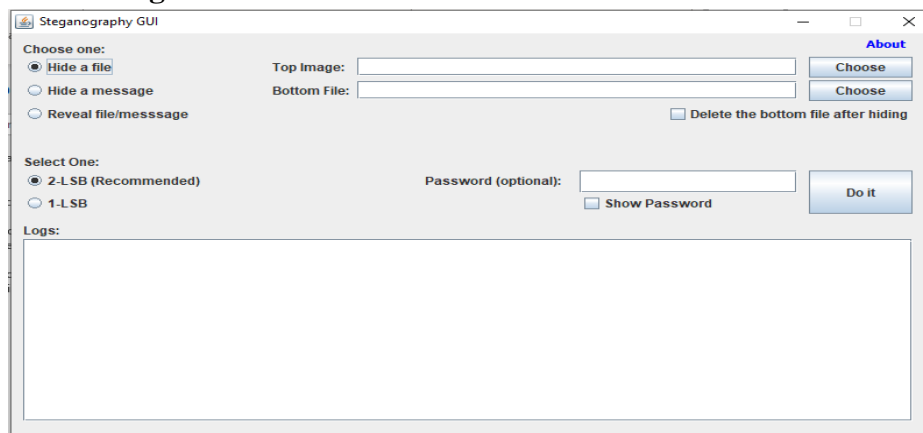 Steganography GUI
Choose one:
About
Hide a file
Top Image:
Choose
Hide a message
Bottom File:
Choose
Reveal file/messsage
Delete the bottom file after hiding
Select One:
2-LSB (Recommended)
Password (optional):
Do it
1-LSB
Show Password
Logs: